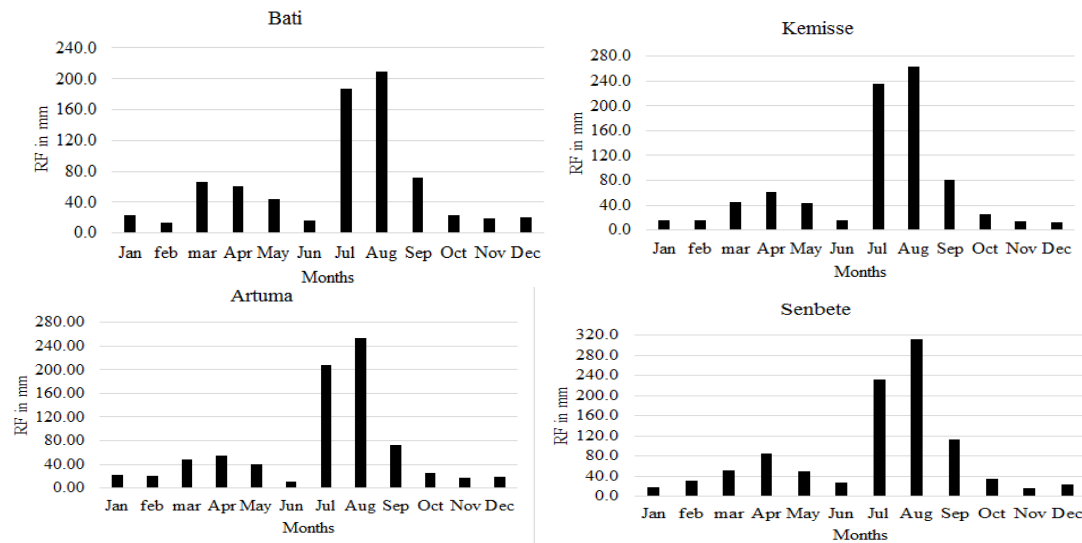 Bati
240.0
200.0
160.0
120.0
80.0
40.0
0.0
RF in mm
Jan feb mar Apr May Jun Jul Aug Sep Oct Nov Dec
Months
Kemisse
280.0
240.0
200.0
160.0
120.0
80.0
40.0
0.0
RF in mm
Jan feb mar Apr May Jun Jul Aug Sep Oct Nov Dec
Months
Artuma
280.00
240.00
200.00
160.00
120.00
80.00
40.00
0.00
RF in mm
Jan feb mar Apr May Jun Jul Aug Sep Oct Nov Dec
Months
Senbete
320.0
280.0
240.0
200.0
160.0
120.0
80.0
40.0
0.0
RF in mm
Jan feb mar Apr May Jun Jul Aug Sep Oct Nov Dec
Months